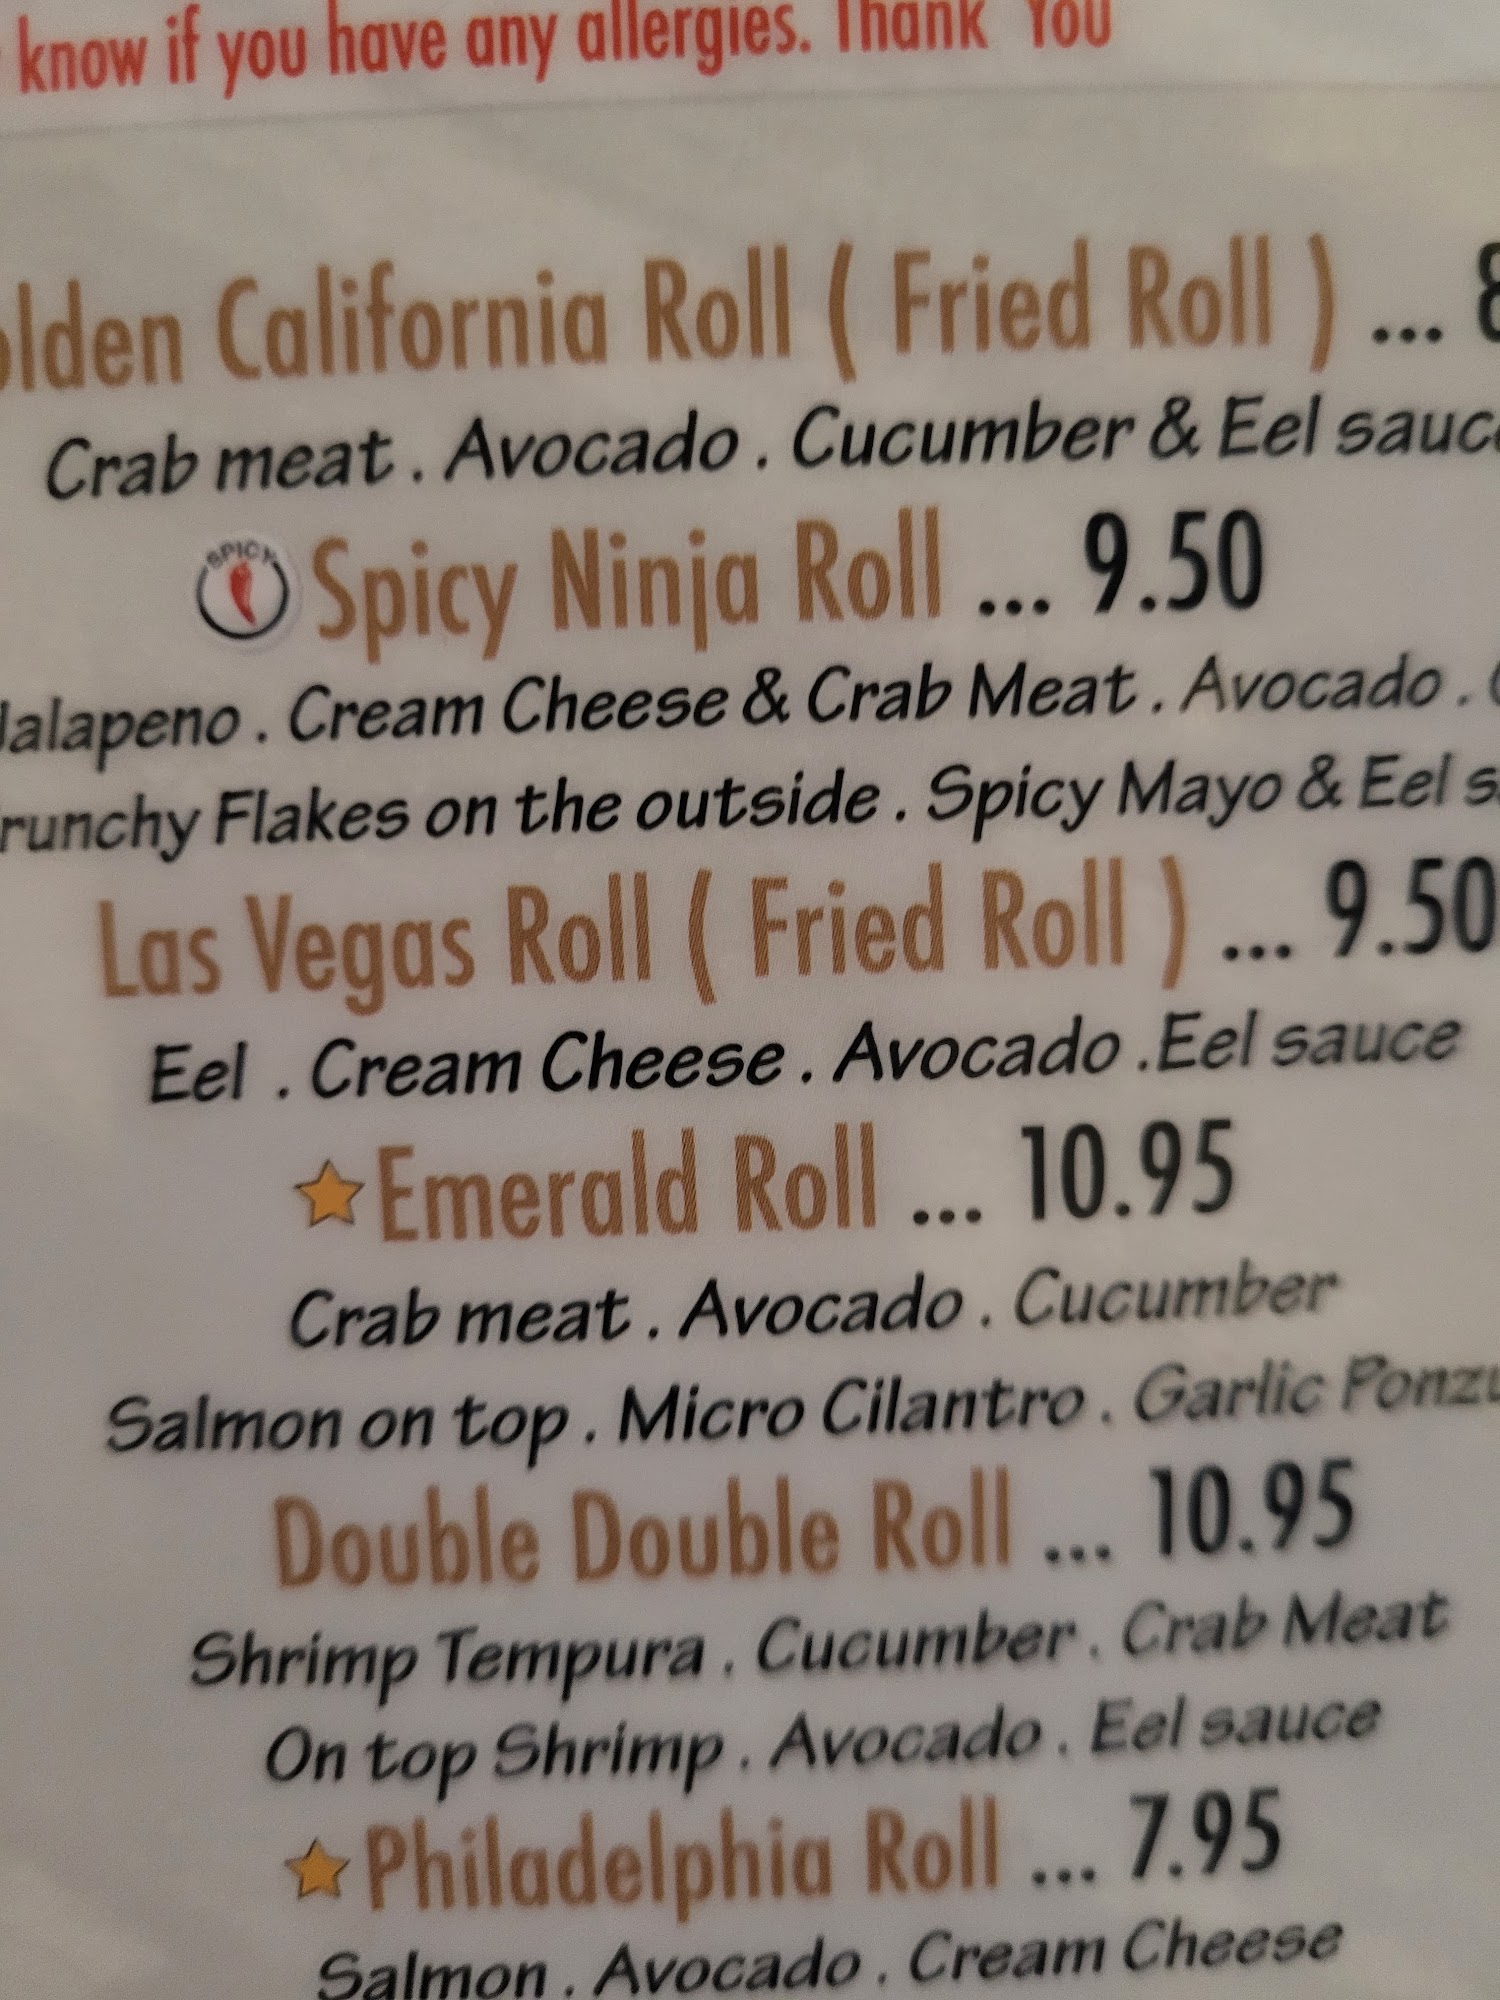 know if you have any allergies. Thank You
olden California Roll ( Fried Roll ) ... 8
Crab meat . Avocado . Cucumber & Eel sauc
SPICY Spicy Ninja Roll ... 9.50
Jalapeno . Cream Cheese & Crab Meat . Avocado .
runchy Flakes on the outside . Spicy Mayo & Eel s
Las Vegas Roll ( Fried Roll ) ... 9.50
Eel . Cream Cheese . Avocado .Eel sauce
Emerald Roll ... 10.95
Crab meat . Avocado . Cucumber
Salmon on top . Micro Cilantro . Garlic Ponzu
Double Double Roll ... 10.95
Shrimp Tempura . Cucumber . Crab Meat
On top Shrimp . Avocado . Eel sauce
Philadelphia Roll ... 7.95
Salmon . Avocado . Cream Cheese